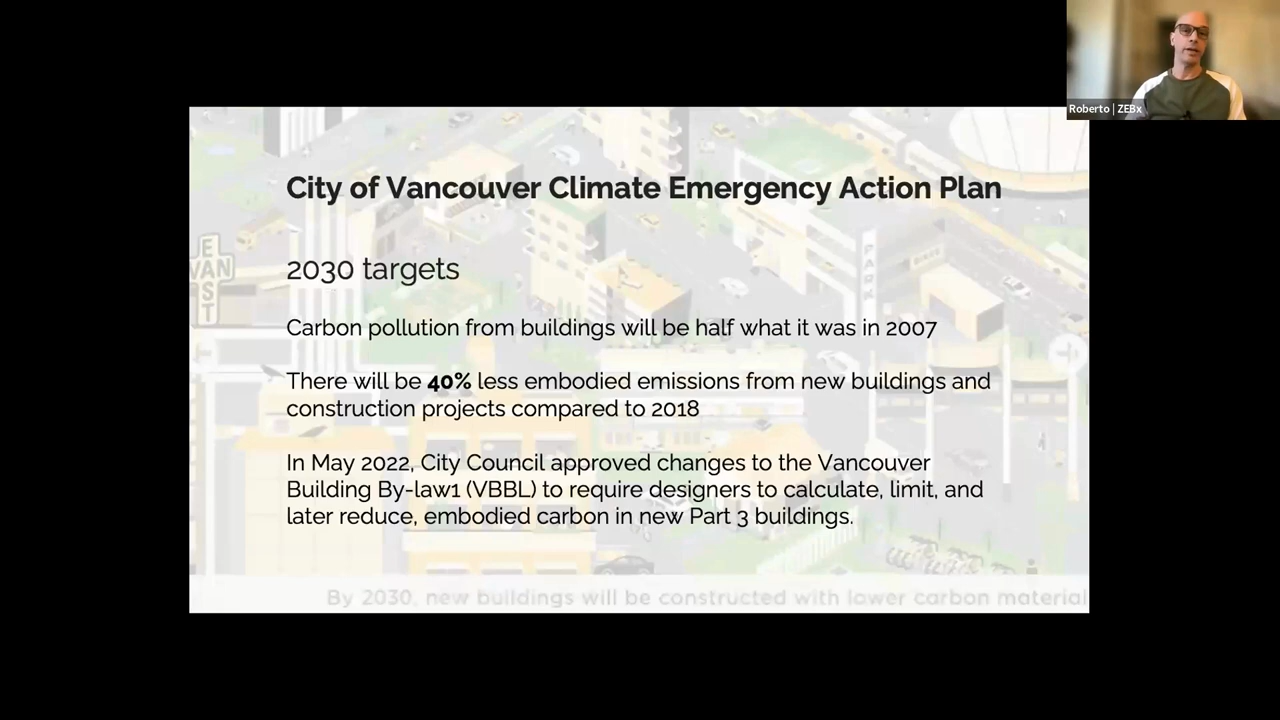 Roberto | ZEBx
City of Vancouver Climate Emergency Action Plan
2030 targets
Carbon pollution from buildings will be half what it was in 2007
There will be 40% less embodied emissions from new buildings and
construction projects compared to 2018
In May 2022, City Council approved changes to the Vancouver
Building By-law1 (VBBL) to require designers to calculate, limit, and
later reduce, embodied carbon in new Part 3 buildings.
By 2030, new buildings will be constructed with lower carbon material
EAST
VAN
PARK